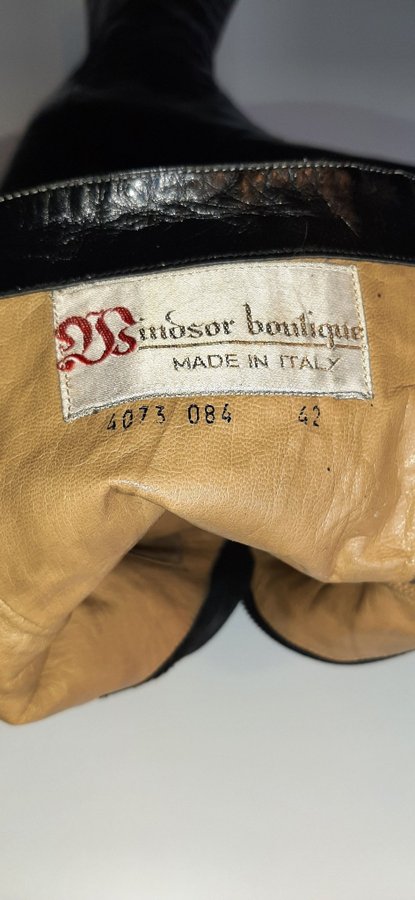 Windsor boutique
MADE IN ITALY
4073 084 42